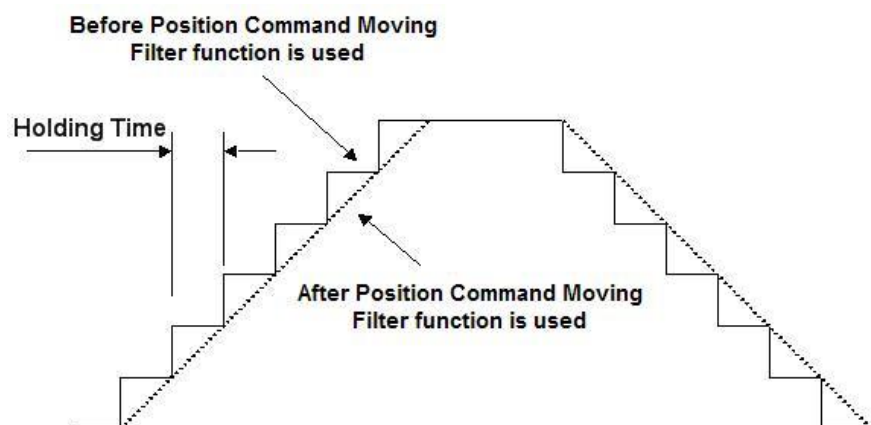 Before Position Command Moving
Filter function is used
Holding Time
After Position Command Moving
Filter function is used